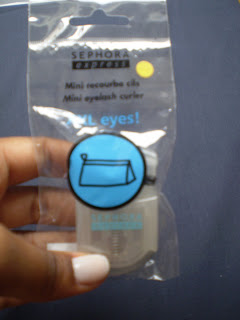 SEPHORA
express
Mini recourbe cils
Mini eyelash curler
eyes!